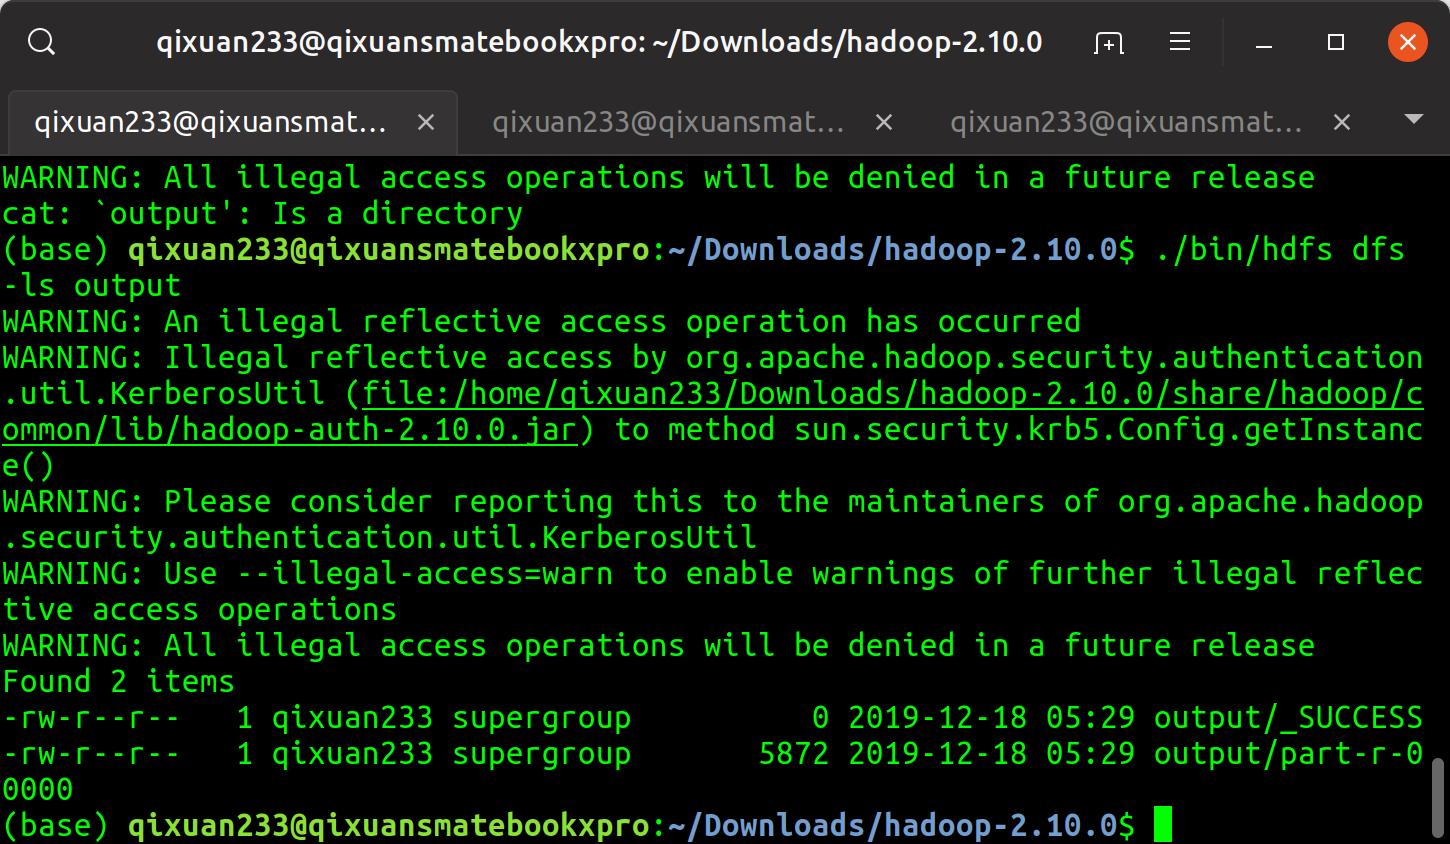 qixuan233@qixuansmatebookxpro: ~/Downloads/hadoop-2.10.0
qixuan233@qixuansmat... qixuan233@qixuansmat... qixuan233@qixuansmat...
WARNING: All illegal access operations will be denied in a future release
cat: `output': Is a directory
(base) qixuan233@qixuansmatebookxpro:~/Downloads/hadoop-2.10.0$ ./bin/hdfs dfs
-ls output
WARNING: An illegal reflective access operation has occurred
WARNING: Illegal reflective access by org.apache.hadoop.security.authentication
.util.KerberosUtil (file:/home/qixuan233/Downloads/hadoop-2.10.0/share/hadoop/c
ommon/lib/hadoop-auth-2.10.0.jar) to method sun.security.krb5.Config.getInstanc
e()
WARNING: Please consider reporting this to the maintainers of org.apache.hadoop
.security.authentication.util.KerberosUtil
WARNING: Use --illegal-access=warn to enable warnings of further illegal reflec
tive access operations
WARNING: All illegal access operations will be denied in a future release
Found 2 items
-rw-r--r--   1 qixuan233 supergroup          0 2019-12-18 05:29 output/_SUCCESS
-rw-r--r--   1 qixuan233 supergroup       5872 2019-12-18 05:29 output/part-r-0
0000
(base) qixuan233@qixuansmatebookxpro:~/Downloads/hadoop-2.10.0$